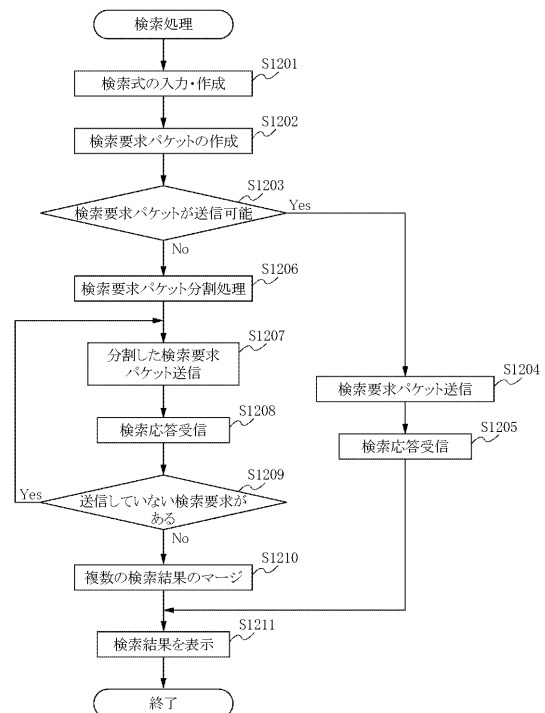 検索処理
S1201
検索式の入力・作成
S1202
検索要求パケットの作成
S1203
検索要求パケットが送信可能
Yes
No
S1206
検索要求パケット分割処理
S1207
分割した検索要求
パケット送信
S1204
検索要求パケット送信
S1208
検索応答受信
S1205
検索応答受信
S1209
Yes
送信していない検索要求が
ある
No
S1210
複数の検索結果のマージ
S1211
検索結果を表示
終了